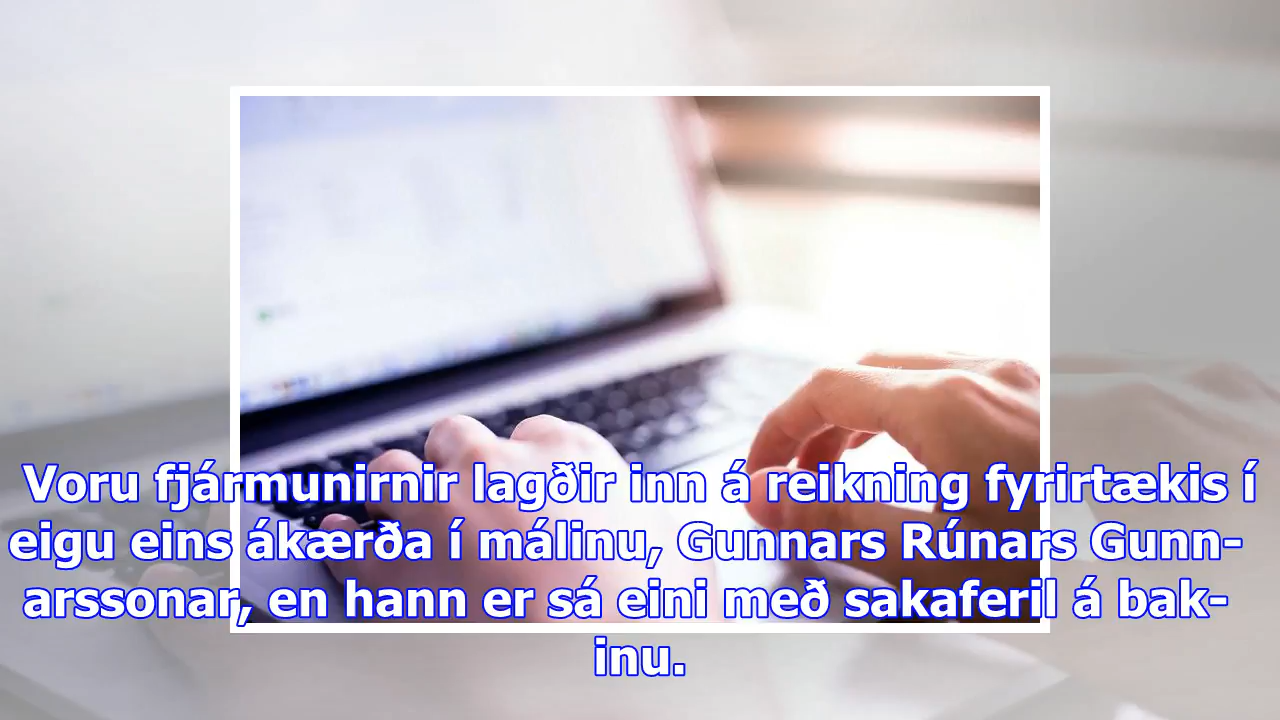 Voru fjármunirnir lagðir inn á reikning fyrirtækis í
eigu eins ákærða í málinu, Gunnars Rúnars Gunn-
arssonar, en hann er sá eini með sakaferil á bak-
inu.